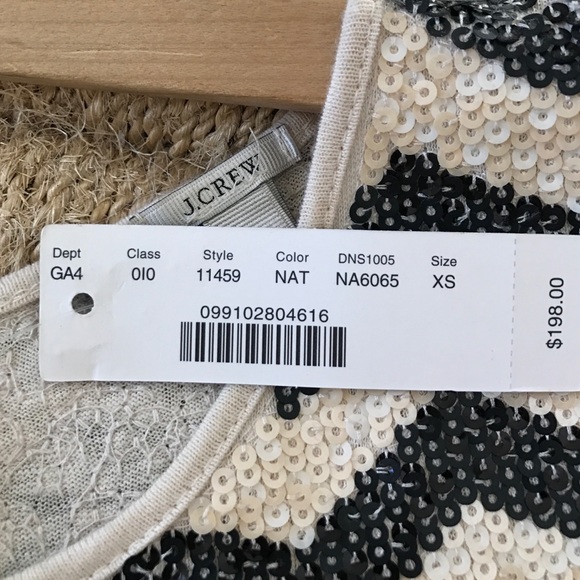 J.CREW
Dept Class Style Color DNS1005 Size
GA4 0I0 11459 NAT NA6065 XS
099102804616
$198.00